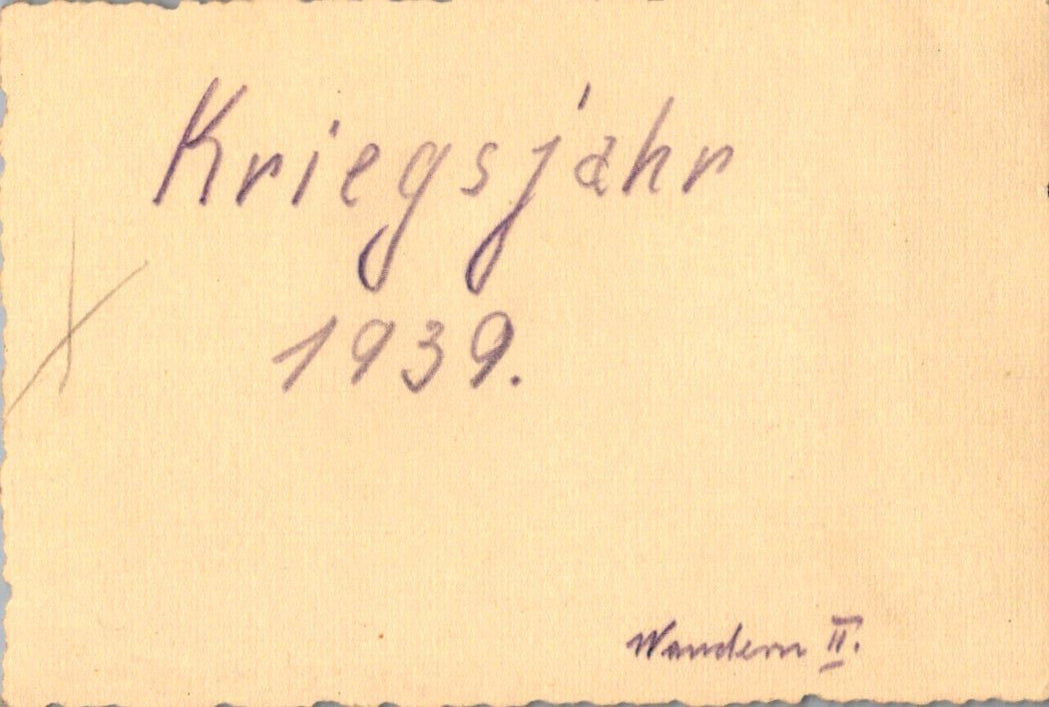 Kriegsjahr
1939.
Wandern II.